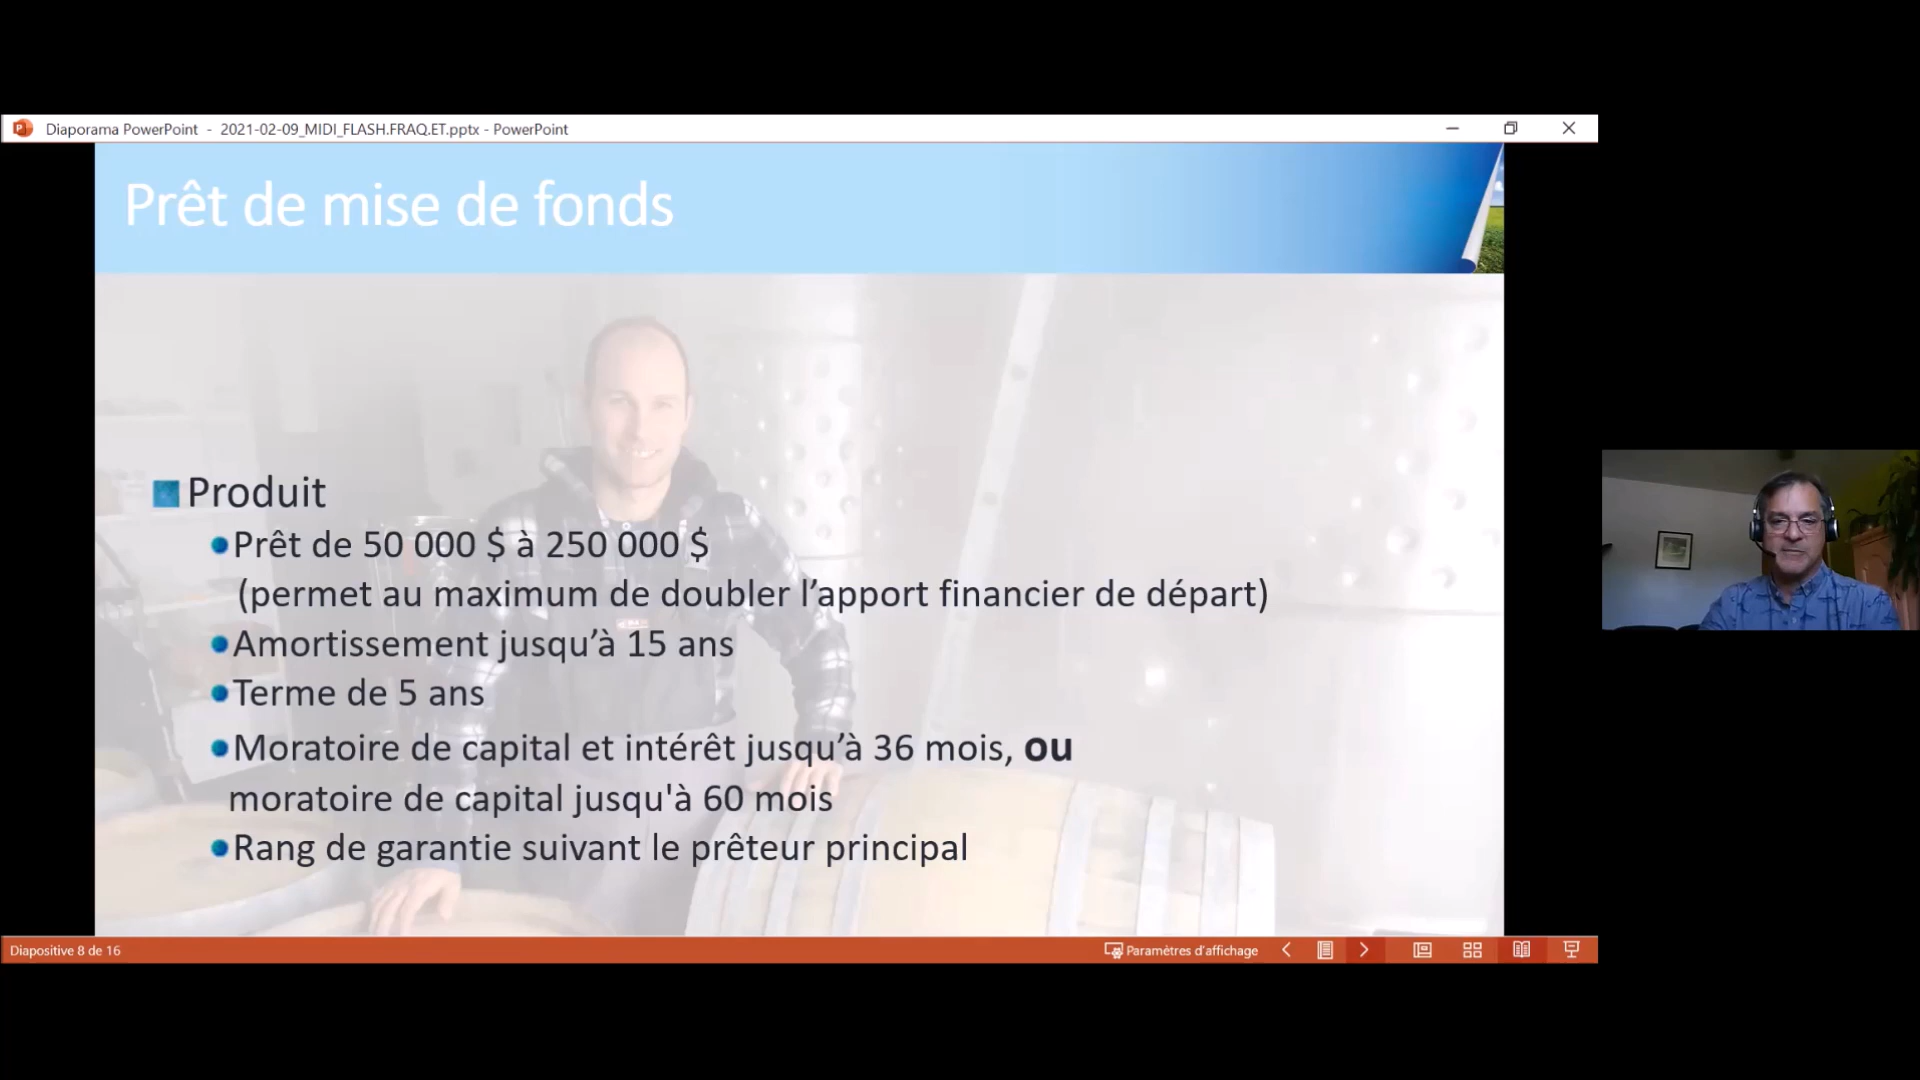 Diaporama PowerPoint - 2021-02-09_MIDI_FLASH.FRAQ.ET.pptx - PowerPoint
Prêt de mise de fonds
Produit
Prêt de 50 000 $ à 250 000 $
(permet au maximum de doubler l’apport financier de départ)
Amortissement jusqu’à 15 ans
Terme de 5 ans
Moratoire de capital et intérêt jusqu’à 36 mois, ou
moratoire de capital jusqu'à 60 mois
Rang de garantie suivant le prêteur principal
Diapositive 8 de 16
Paramètres d’affichage